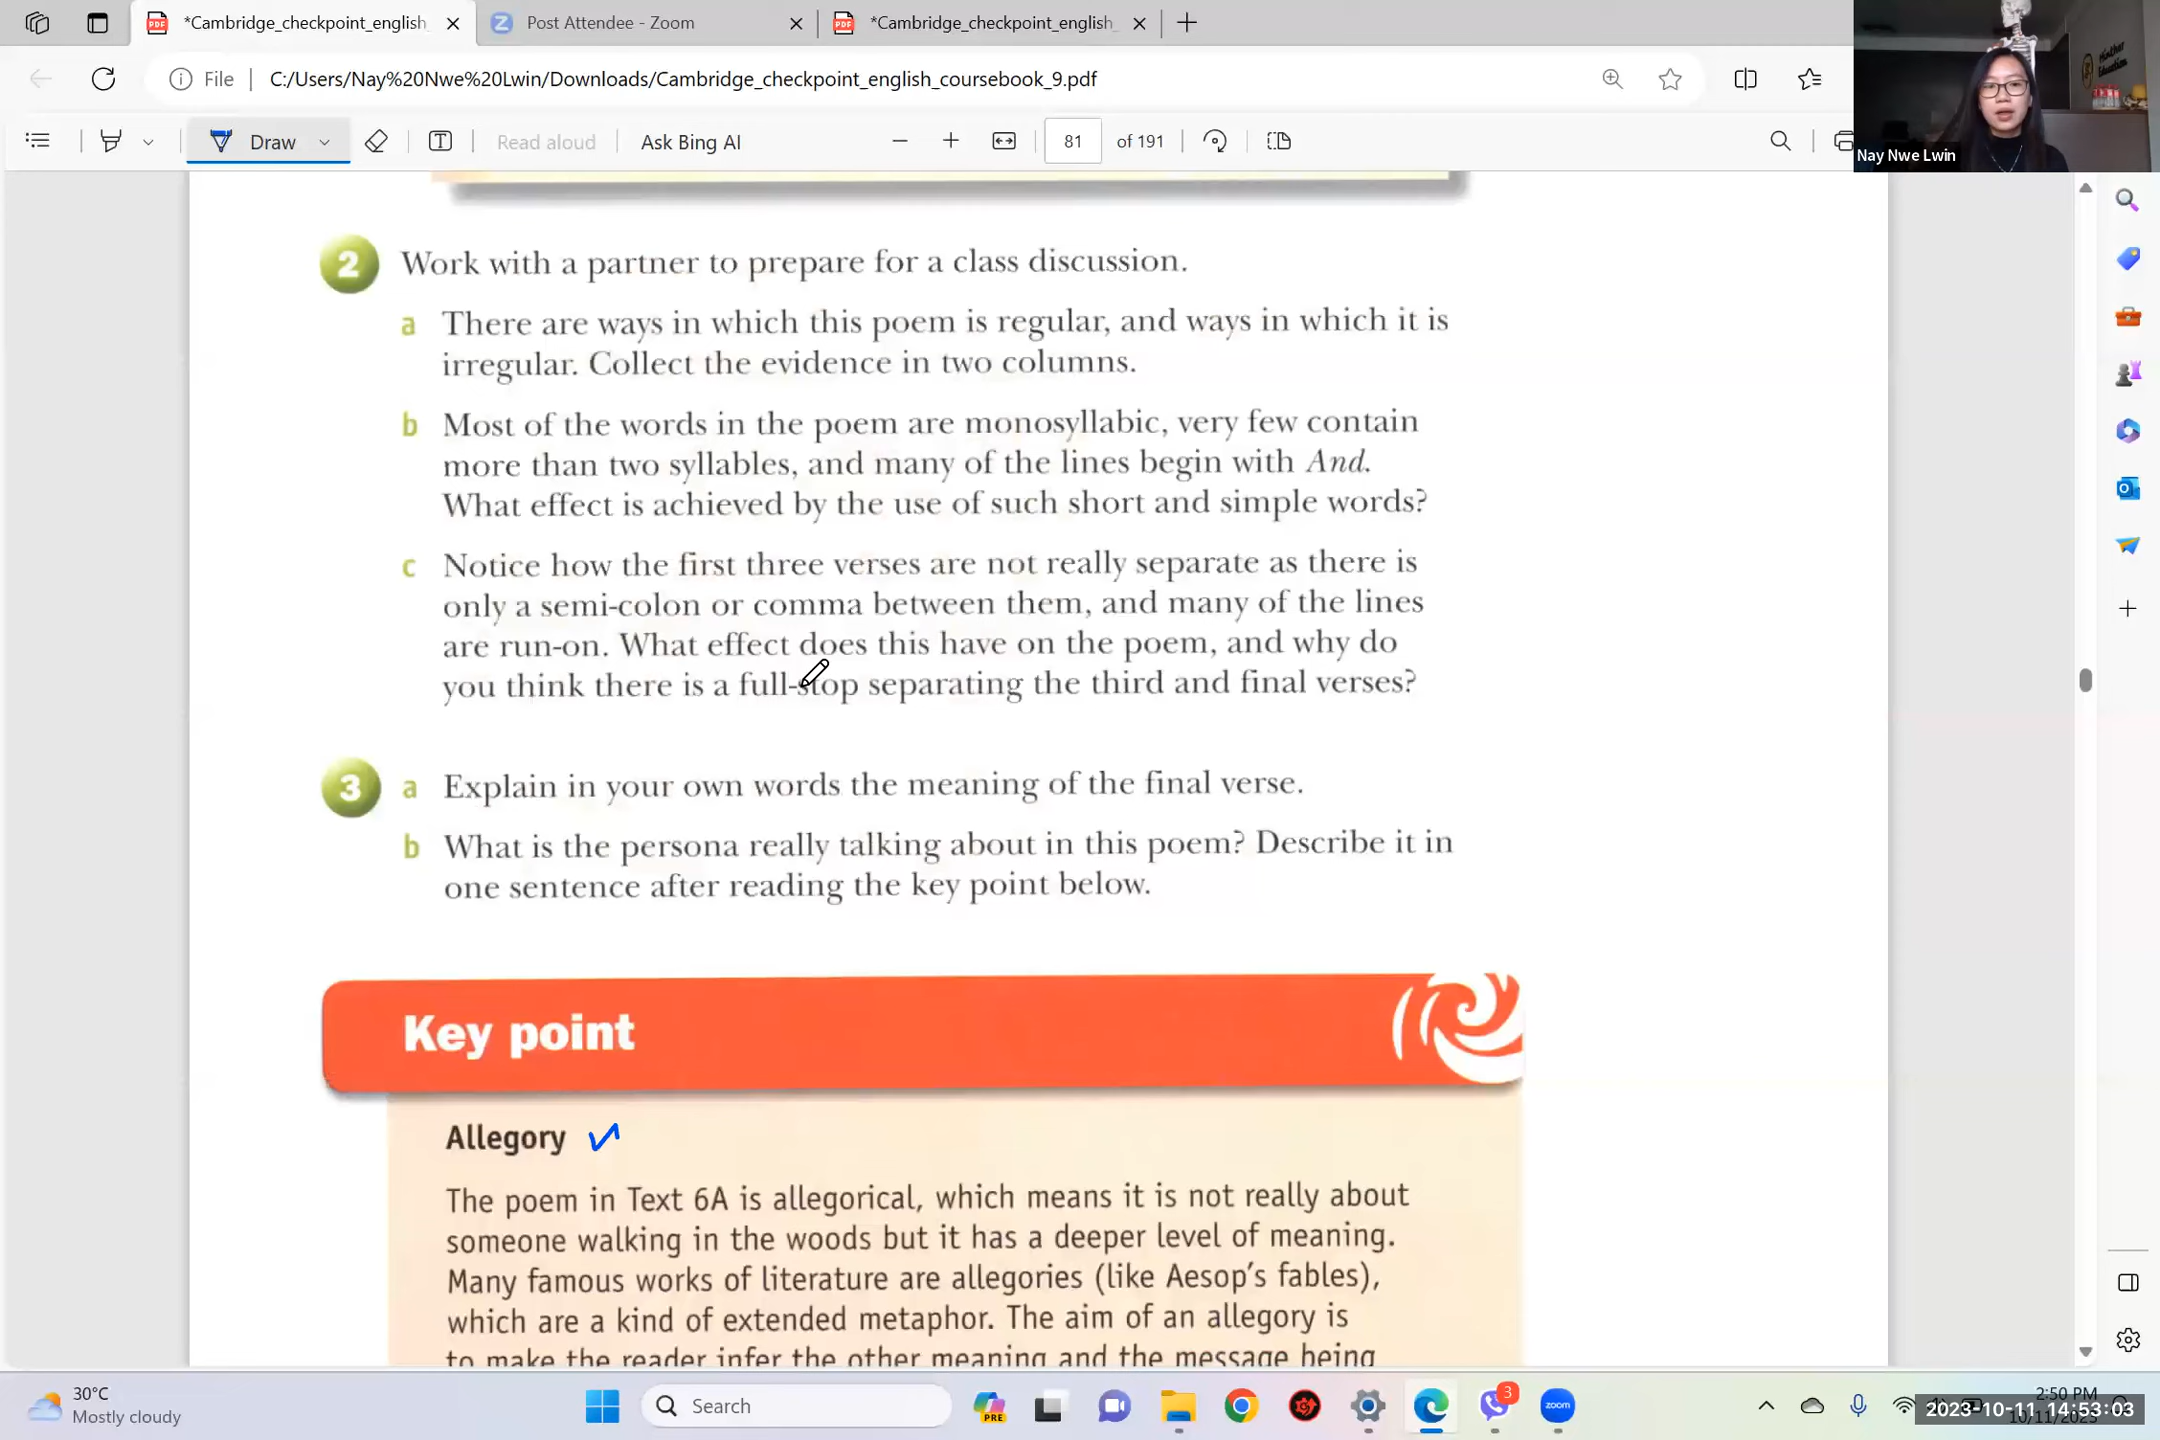 *Cambridge_checkpoint_english_
Post Attendee - Zoom
*Cambridge_checkpoint_english_
File
C:/Users/Nay%20Nwe%20Lwin/Downloads/Cambridge_checkpoint_english_coursebook_9.pdf
Draw
Read aloud
Ask Bing AI
81
of 191
Nay Nwe Lwin
2 Work with a partner to prepare for a class discussion.
a There are ways in which this poem is regular, and ways in which it is
irregular. Collect the evidence in two columns.
b Most of the words in the poem are monosyllabic, very few contain
more than two syllables, and many of the lines begin with And.
What effect is achieved by the use of such short and simple words?
c Notice how the first three verses are not really separate as there is
only a semi-colon or comma between them, and many of the lines
are run-on. What effect does this have on the poem, and why do
you think there is a full-stop separating the third and final verses?
3 a Explain in your own words the meaning of the final verse.
b What is the persona really talking about in this poem? Describe it in
one sentence after reading the key point below.
Key point
Allegory
The poem in Text 6A is allegorical, which means it is not really about
someone walking in the woods but it has a deeper level of meaning.
Many famous works of literature are allegories (like Aesop's fables),
which are a kind of extended metaphor. The aim of an allegory is
to make the reader infer the other meaning and the message being
30°C
Mostly cloudy
Search
PRE
3
zoom
2:50 PM
2023-10-11 14:53:03